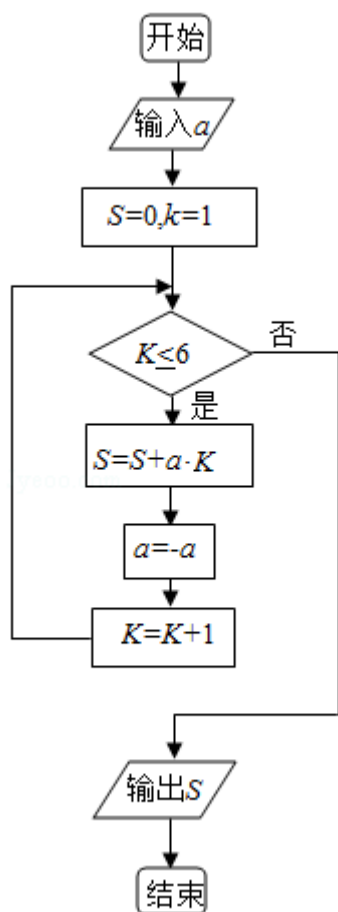 开始
输入a
S=0,k=1
K≤6
否
是
S=S+a·K
a=-a
K=K+1
输出S
结束